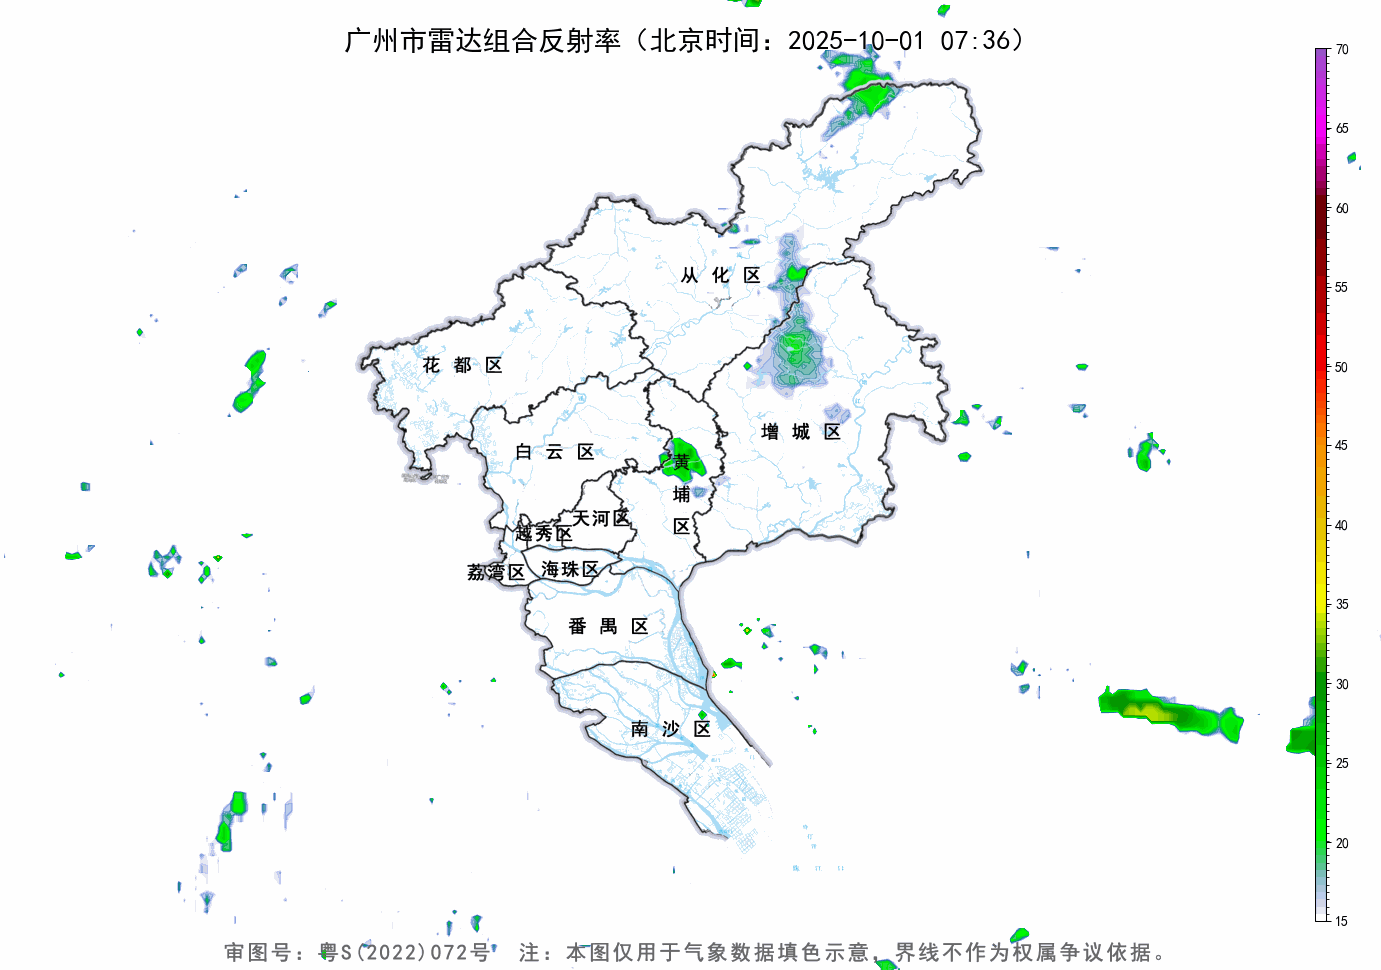 广州市雷达组合反射率（北京时间：2025-10-01 07:36）
70
65
60
55
50
45
40
35
30
25
20
15
从化区
花都区
增城区
白云区
黄埔区
天河区
越秀区
荔湾区
海珠区
番禺区
南沙区
审图号：粤S(2022)072号 注：本图仅用于气象数据填色示意，界线不作为权属争议依据。